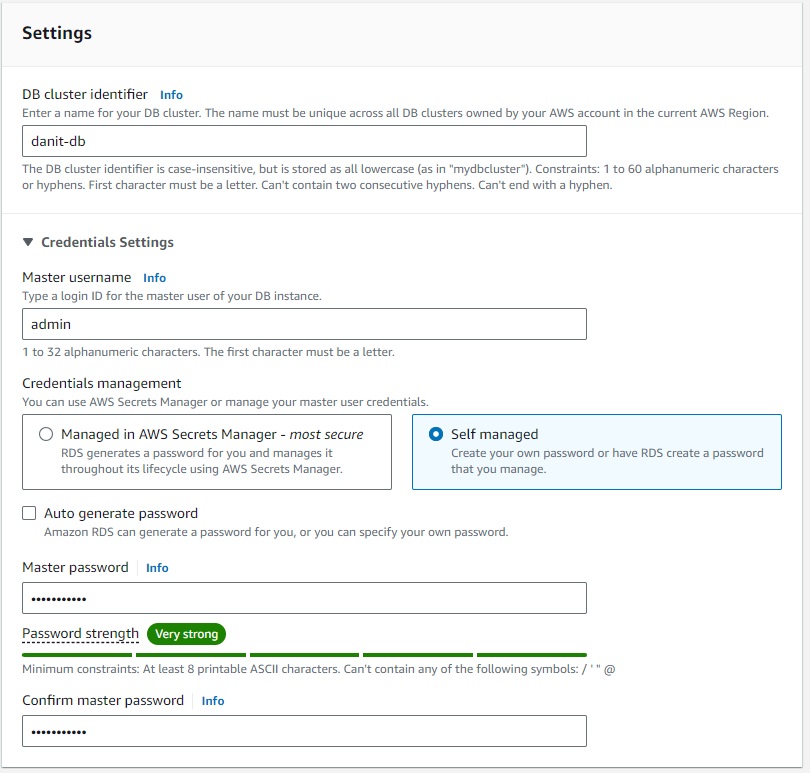 Settings
DB cluster identifier Info
Enter a name for your DB cluster. The name must be unique across all DB clusters owned by your AWS account in the current AWS Region.
danit-db
The DB cluster identifier is case-insensitive, but is stored as all lowercase (as in "mydbcluster"). Constraints: 1 to 60 alphanumeric characters
or hyphens. First character must be a letter. Can't contain two consecutive hyphens. Can't end with a hyphen.
Credentials Settings
Master username Info
Type a login ID for the master user of your DB instance.
admin
1 to 32 alphanumeric characters. The first character must be a letter.
Credentials management
You can use AWS Secrets Manager or manage your master user credentials.
Managed in AWS Secrets Manager - most secure
RDS generates a password for you and manages it
throughout its lifecycle using AWS Secrets Manager.
Self managed
Create your own password or have RDS create a password
that you manage.
Auto generate password
Amazon RDS can generate a password for you, or you can specify your own password.
Master password Info
•••••••••••
Password strength Very strong
Minimum constraints: At least 8 printable ASCII characters. Can't contain any of the following symbols: / ' " @
Confirm master password Info
•••••••••••